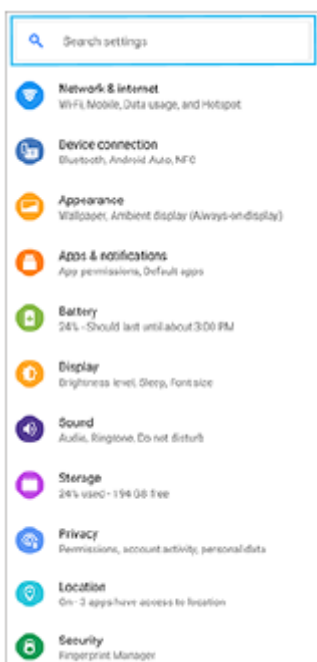 Search settings
Network & internet
Wi-Fi, Mobile, Data usage, and Hotspot
Device connection
Bluetooth, Android Auto, NFC
Appearance
Wallpaper, Ambient display (Always-on display)
Apps & notifications
App permissions, Default apps
Battery
24% - Should last until about 3:00 PM
Display
Brightness level, Sleep, Font size
Sound
Audio, Ringtone, Do not disturb
Storage
24% used - 194 GB free
Privacy
Permissions, account activity, personal data
Location
On - 3 apps have access to location
Security
Fingerprint Manager